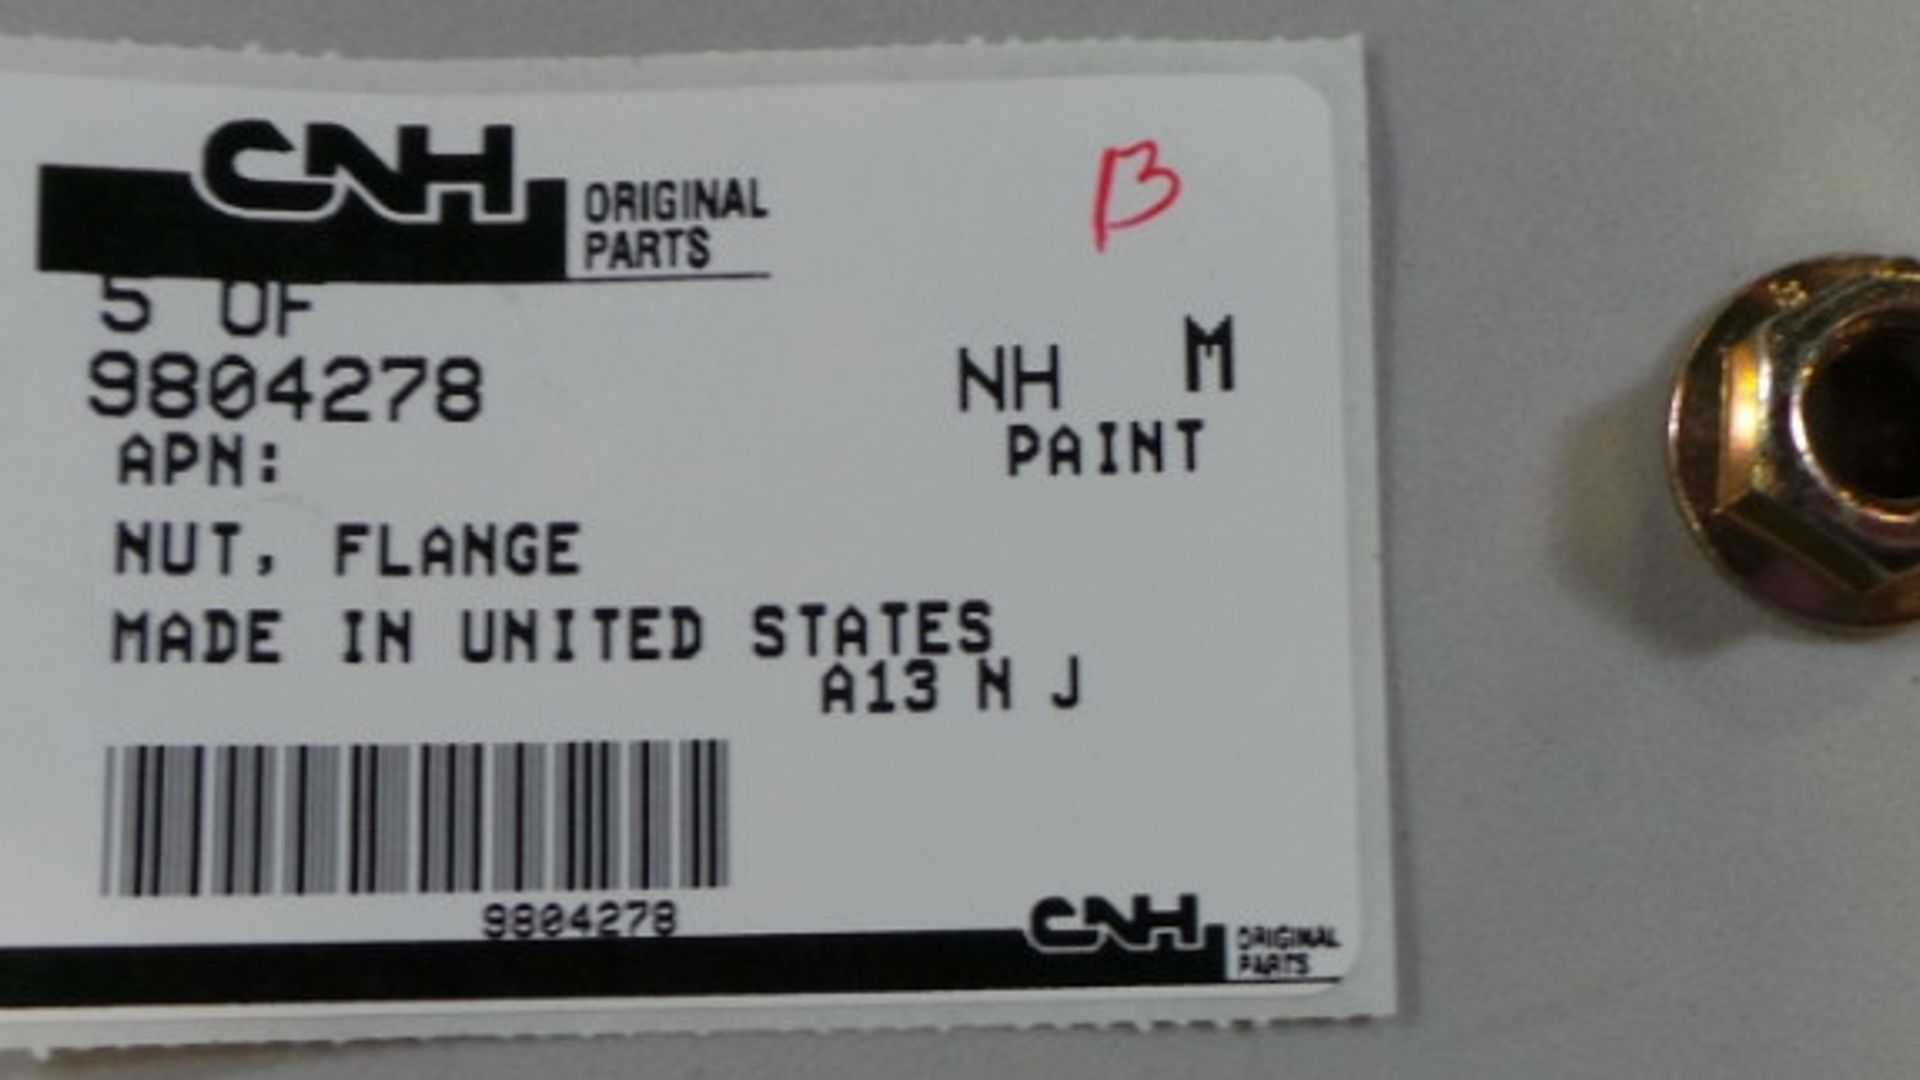 CNH
ORIGINAL
PARTS
B
5 OF
9804278
NH M
APN:
PAINT
NUT, FLANGE
MADE IN UNITED STATES
A13 N J
9804278
CNH
ORIGINAL
PARTS